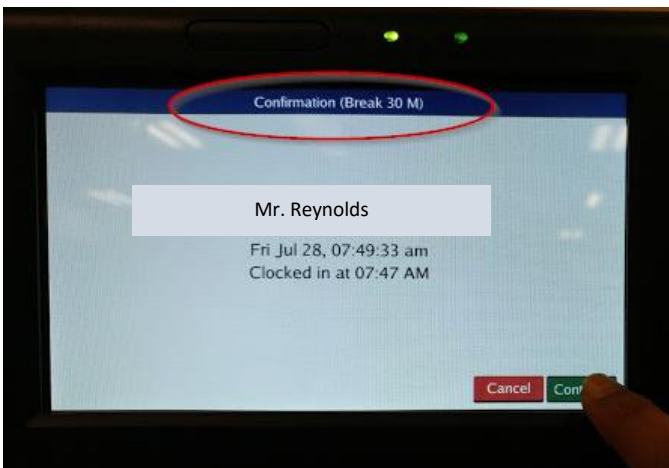 Confirmation (Break 30 M)
Mr. Reynolds
Fri Jul 28, 07:49:33 am
Clocked in at 07:47 AM
Cancel